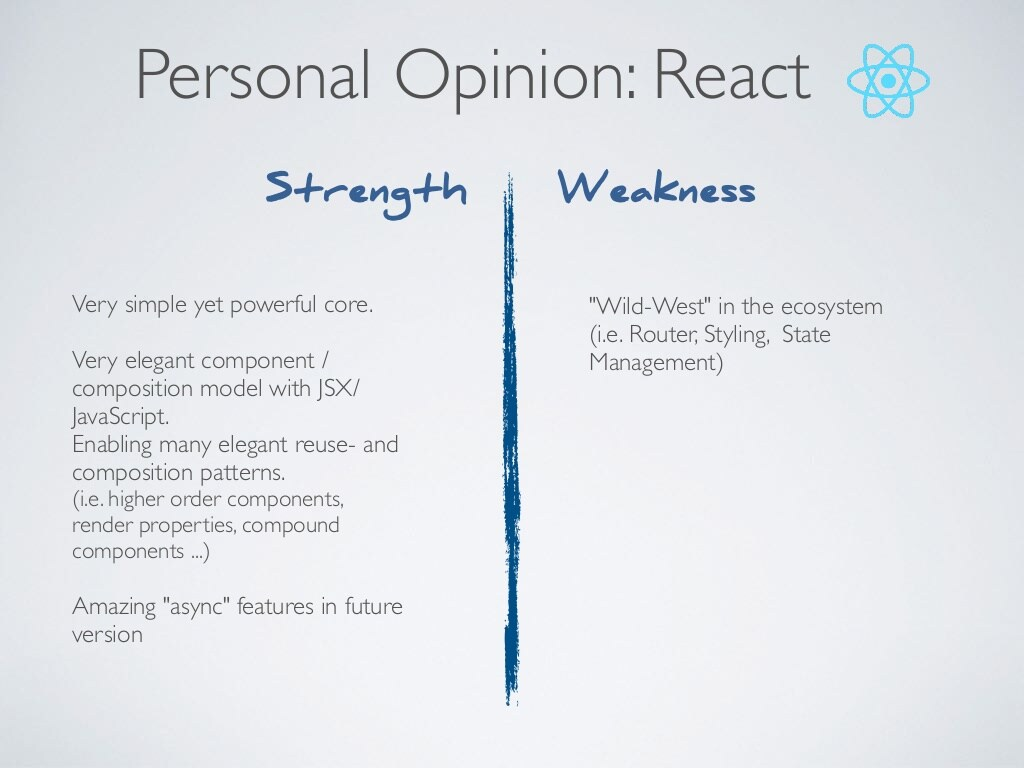 Personal Opinion: React
Strength
Weakness
Very simple yet powerful core.
Very elegant component /
composition model with JSX/
JavaScript.
Enabling many elegant reuse- and
composition patterns.
(i.e. higher order components,
render properties, compound
components ...)
Amazing "async" features in future
version
"Wild-West" in the ecosystem
(i.e. Router, Styling, State
Management)